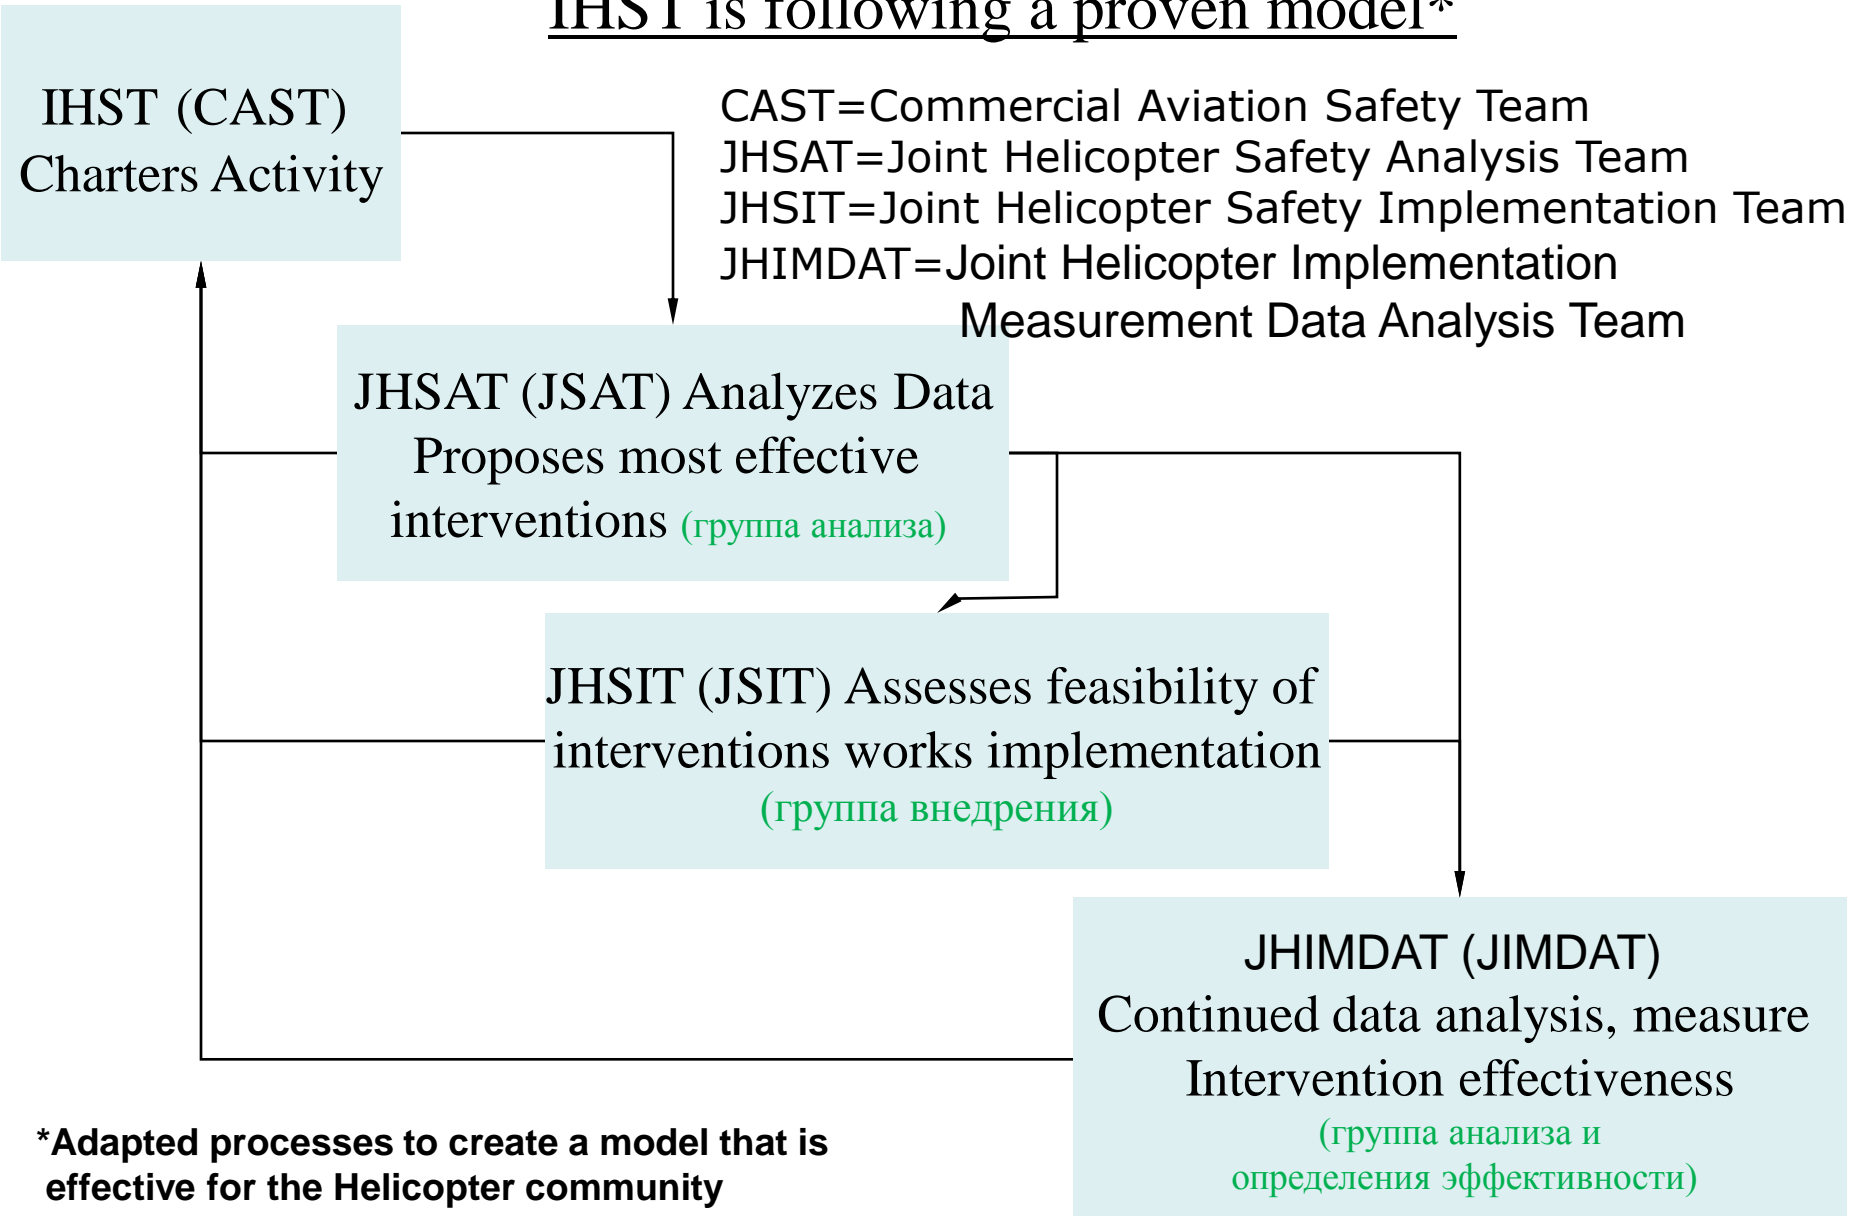 IHST is following a proven model*
IHST (CAST)
Charters Activity
CAST=Commercial Aviation Safety Team
JHSAT=Joint Helicopter Safety Analysis Team
JHSIT=Joint Helicopter Safety Implementation Team
JHIMDAT=Joint Helicopter Implementation
Measurement Data Analysis Team
JHSAT (JSAT) Analyzes Data
Proposes most effective
interventions (группа анализа)
JHSIT (JSIT) Assesses feasibility of
interventions works implementation
(группа внедрения)
JHIMDAT (JIMDAT)
Continued data analysis, measure
Intervention effectiveness
(группа анализа и
определения эффективности)
*Adapted processes to create a model that is
effective for the Helicopter community